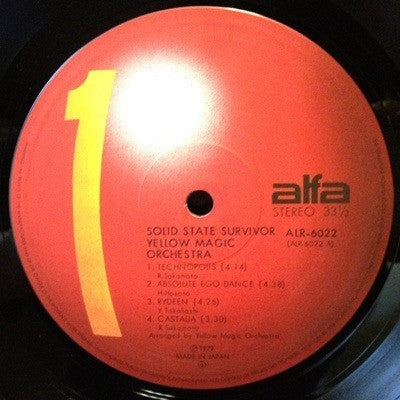 1
alfa
STEREO 33⅓
SOLID STATE SURVIVOR
YELLOW MAGIC
ORCHESTRA
ALR-6022
(ALR-6022 A)
1. TECHNOPOLIS (4.14)
R. Sakamoto
2. ABSOLUTE EGO DANCE (4.38)
H. Hosono
3. RYDEEN (4.25)
Y. Takahashi
4. CASTALIA (3.30)
R. Sakamoto
Arranged by Yellow Magic Orchestra
℗ 1979
MADE IN JAPAN